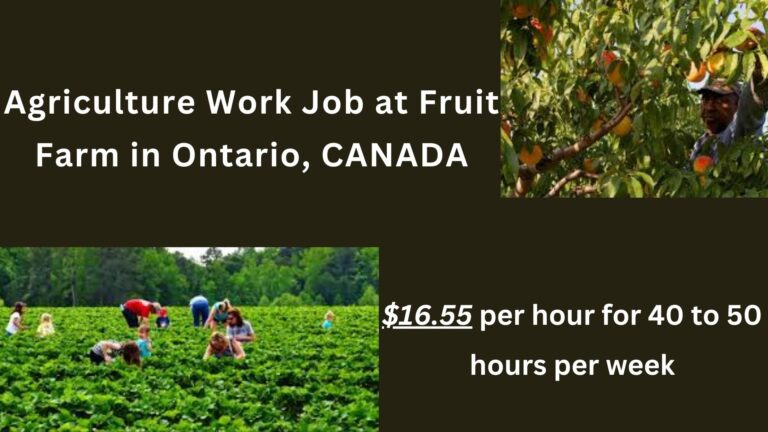 Agriculture Work Job at Fruit
Farm in Ontario, CANADA
$16.55 per hour for 40 to 50
hours per week